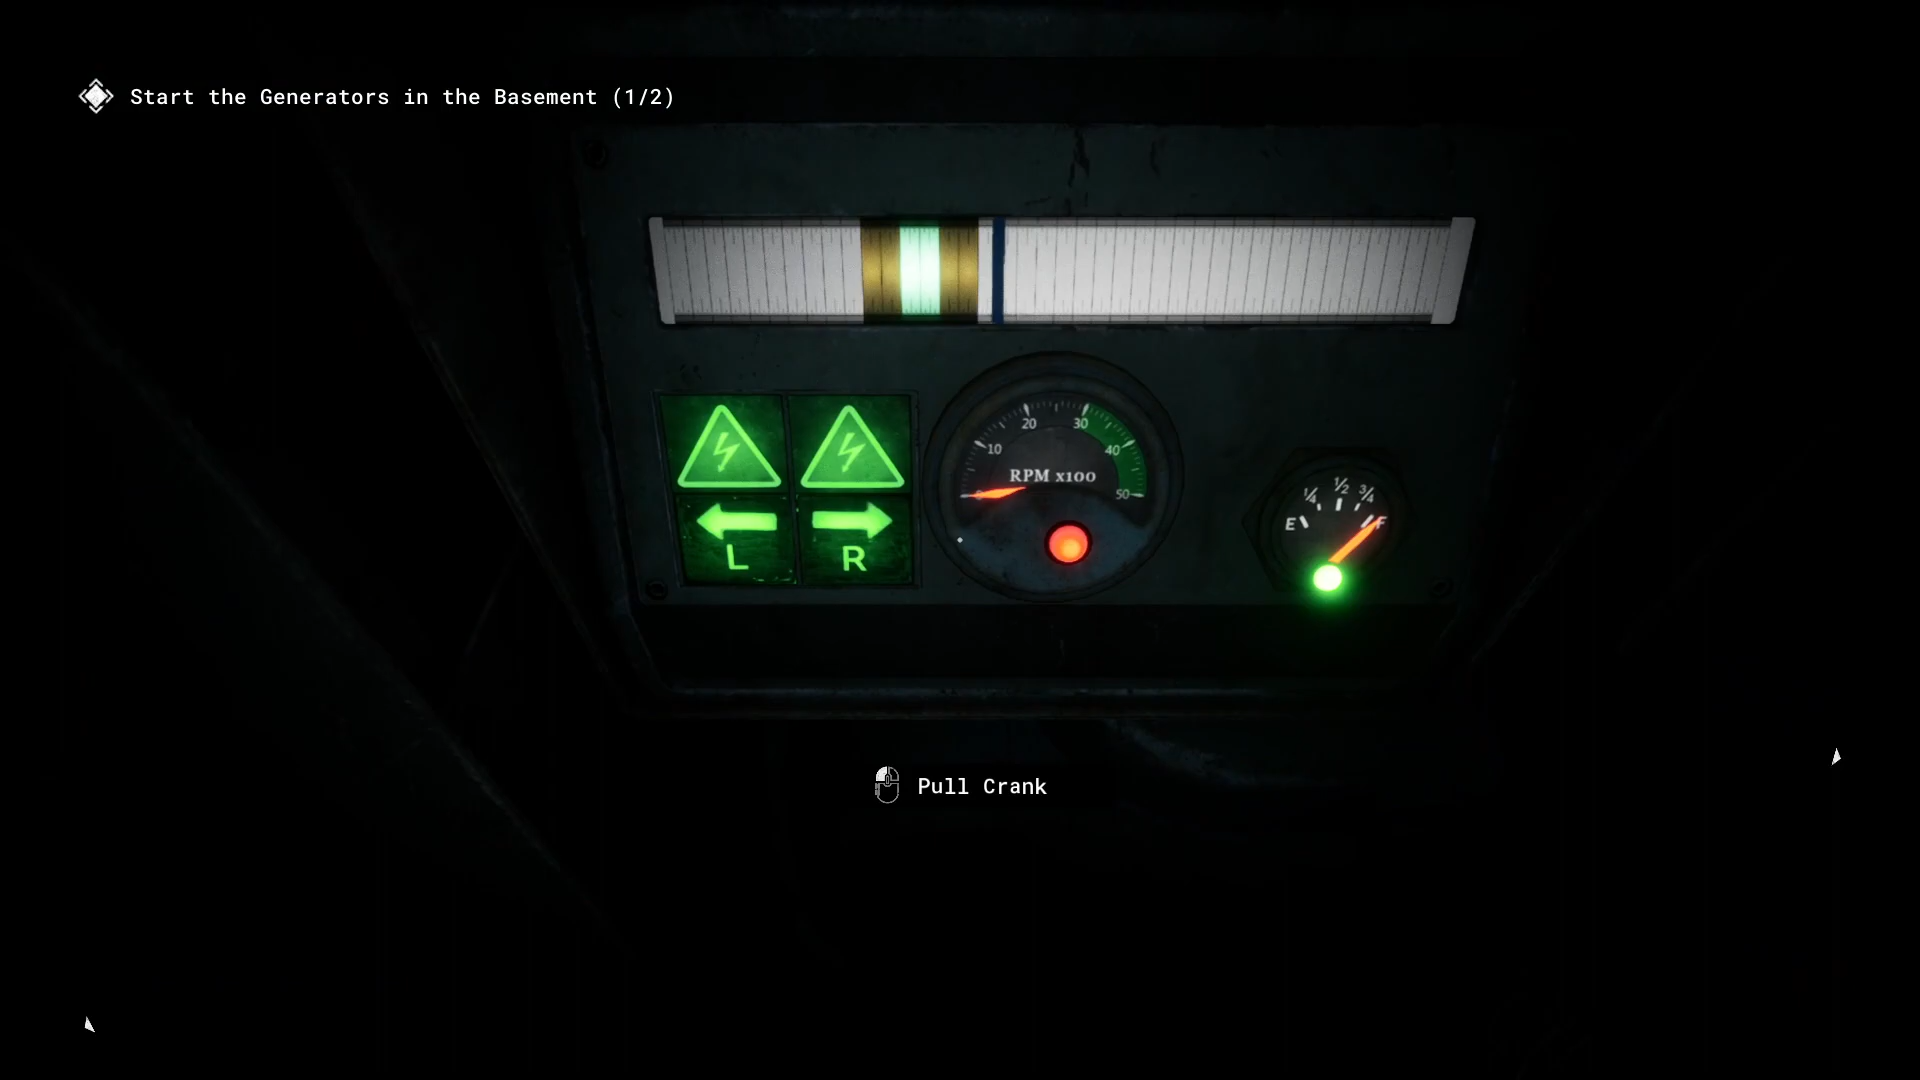 Start the Generators in the Basement (1/2)
10 20 30 40 50
RPM x100
E 1/4 1/2 3/4 F
L R
Pull Crank